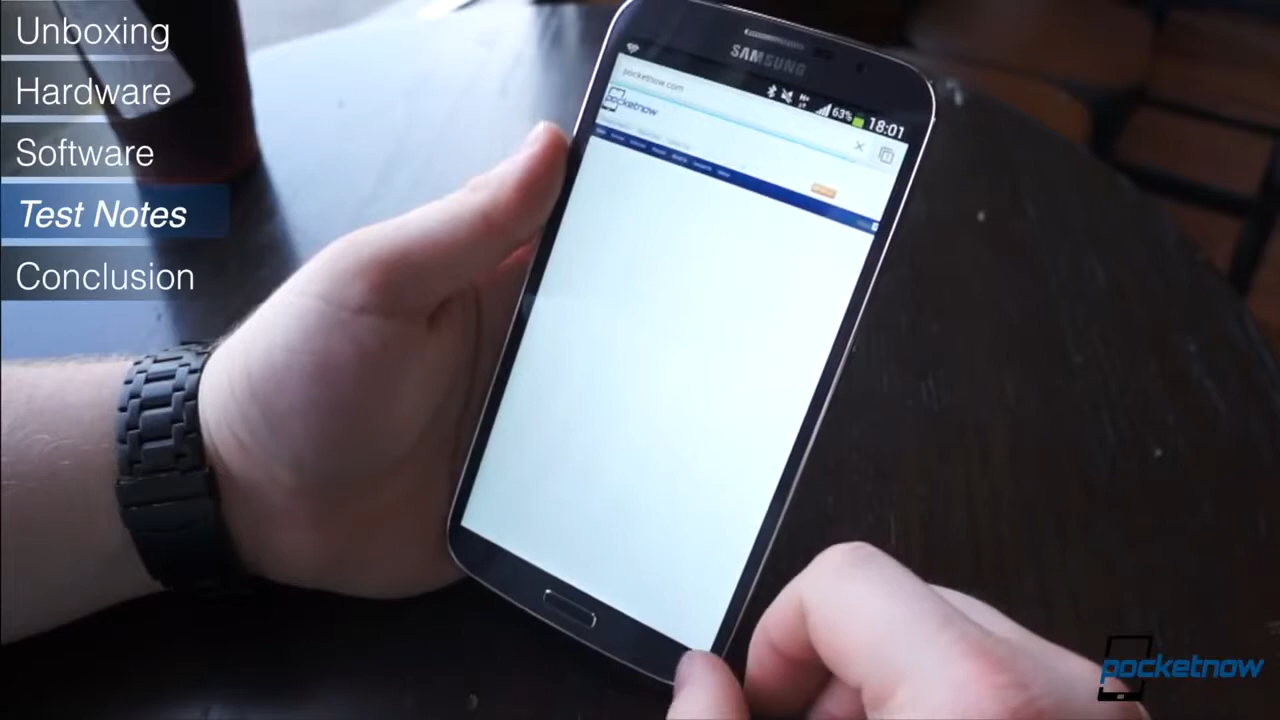 Unboxing
Hardware
Software
Test Notes
Conclusion
SAMSUNG
63%
18:01
pocketnow.com
pocketnow
pocketnow